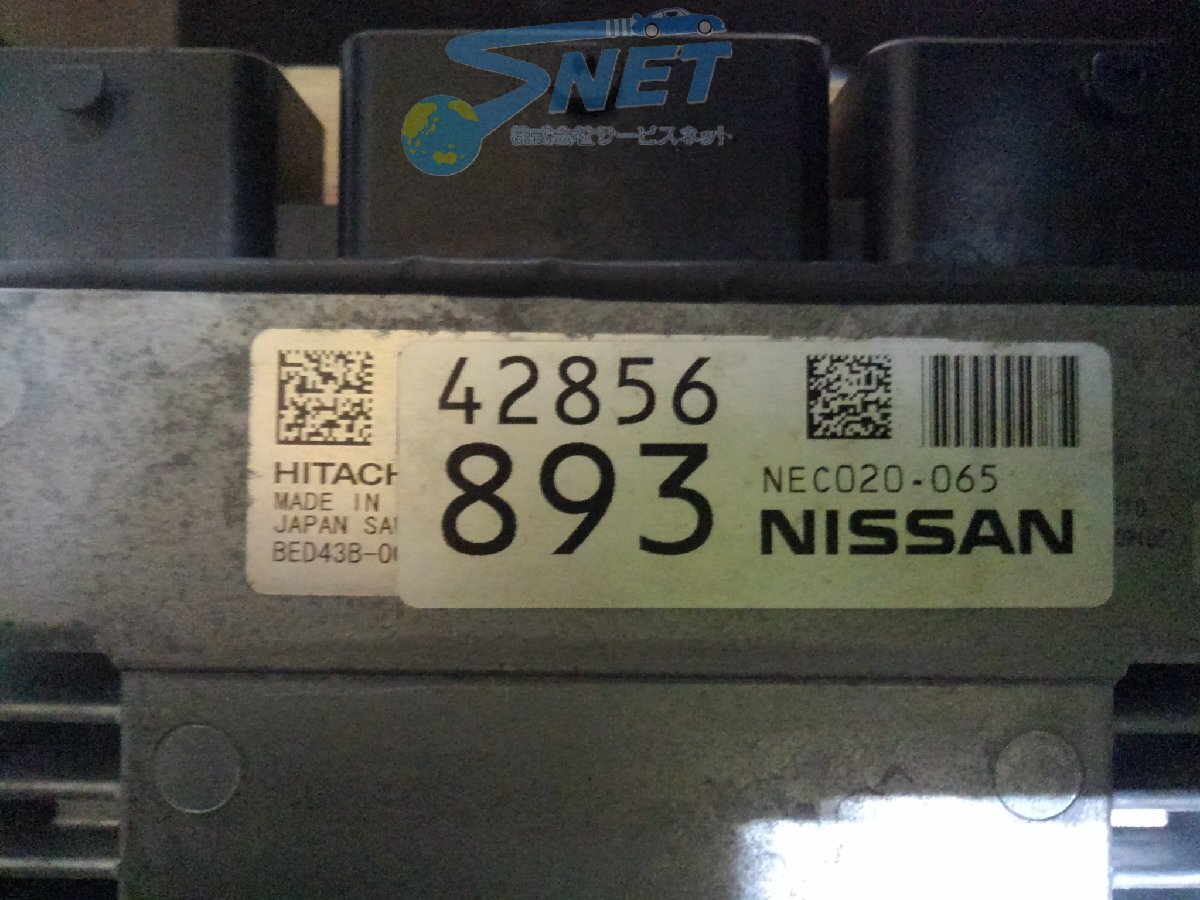 SNET
株式会社サービスネット
42856
893
HITACH
MADE IN
JAPAN SA
BED43B-0
NEC020-065
NISSAN